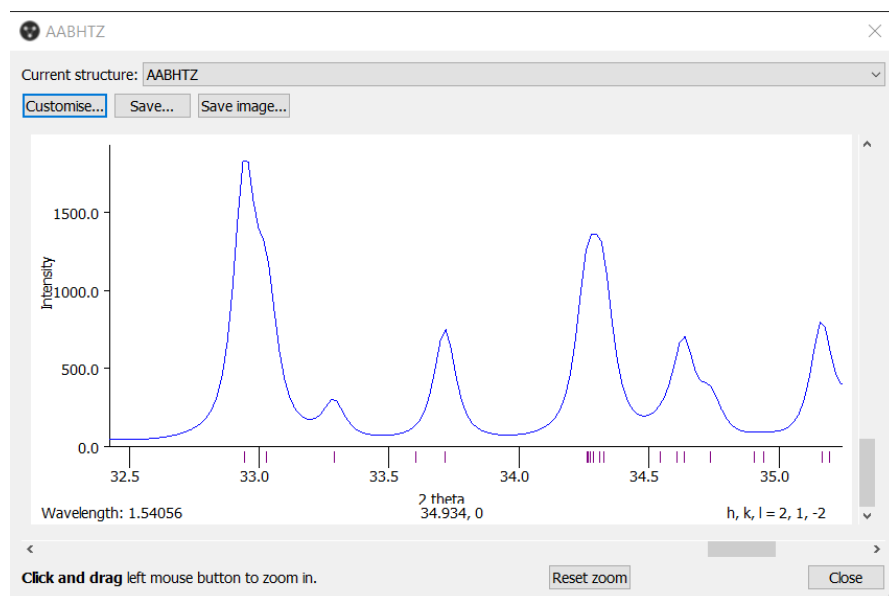 AABHTZ
Current structure: AABHTZ
Customise... Save... Save image...
Intensity
1500.0
1000.0
500.0
0.0
32.5 33.0 33.5 34.0 34.5 35.0
2 theta
Wavelength: 1.54056 34.934, 0 h, k, l = 2, 1, -2
Click and drag left mouse button to zoom in. Reset zoom Close